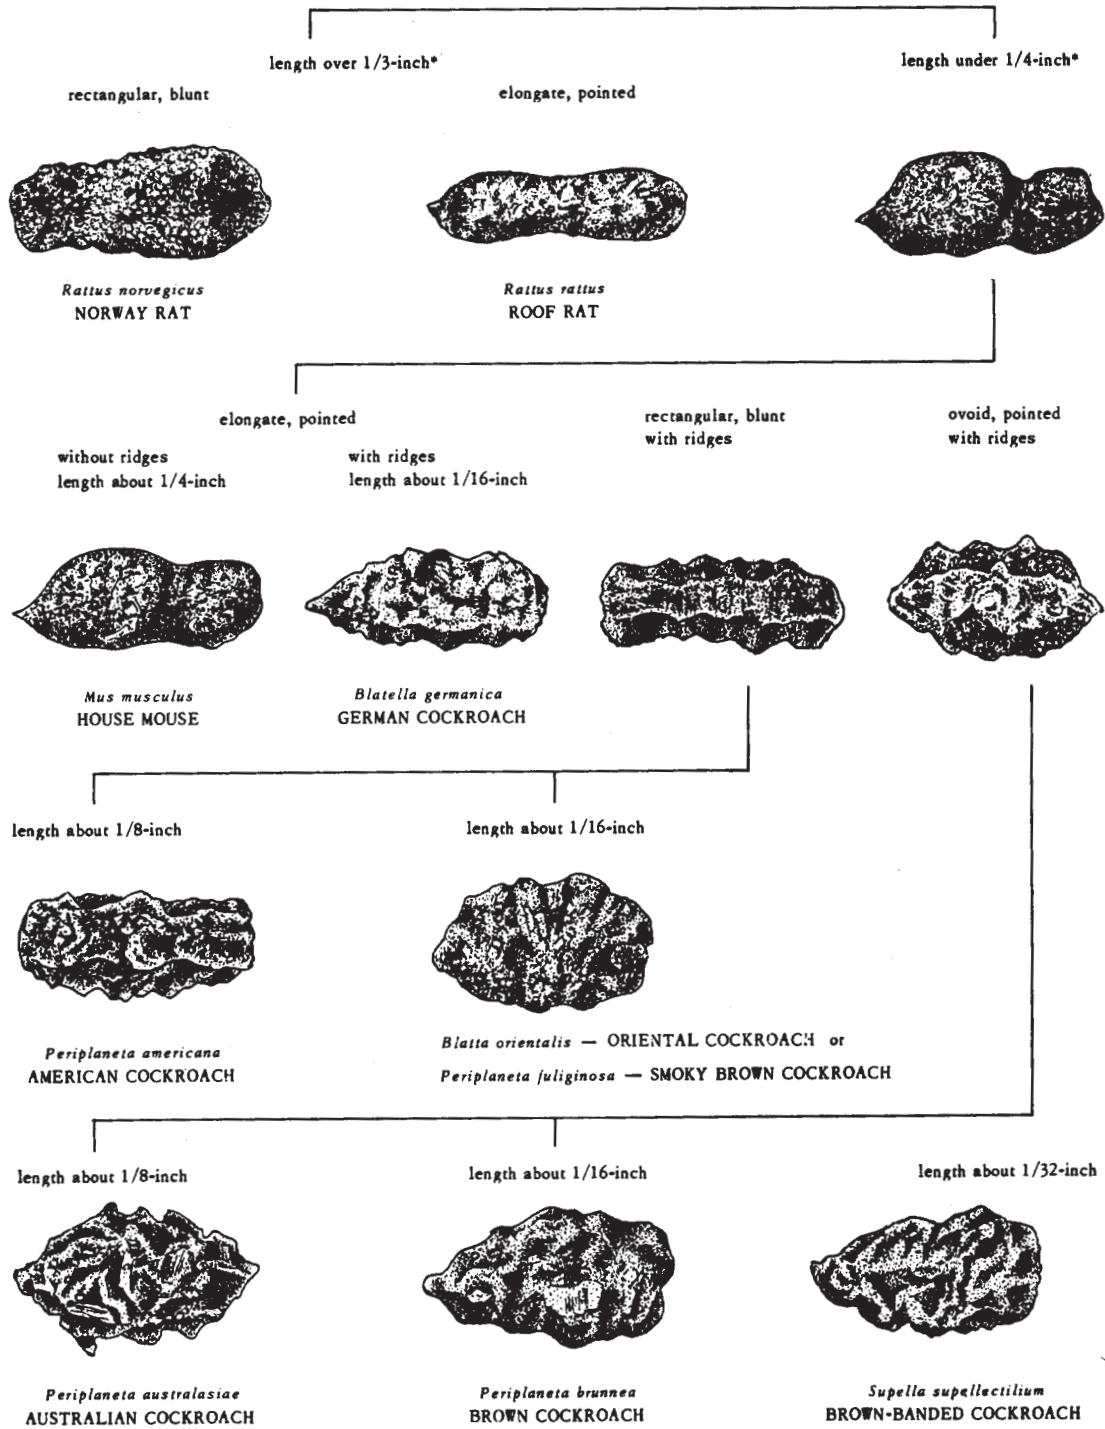 length over 1/3-inch*
length under 1/4-inch*
rectangular, blunt
elongate, pointed
Rattus norvegicus
NORWAY RAT
Rattus rattus
ROOF RAT
elongate, pointed
rectangular, blunt
with ridges
ovoid, pointed
with ridges
without ridges
length about 1/4-inch
with ridges
length about 1/16-inch
Mus musculus
HOUSE MOUSE
Blatella germanica
GERMAN COCKROACH
length about 1/8-inch
length about 1/16-inch
Periplaneta americana
AMERICAN COCKROACH
Blatta orientalis — ORIENTAL COCKROACH or
Periplaneta fuliginosa — SMOKY BROWN COCKROACH
length about 1/8-inch
length about 1/16-inch
length about 1/32-inch
Periplaneta australasiae
AUSTRALIAN COCKROACH
Periplaneta brunnea
BROWN COCKROACH
Supella supellectilium
BROWN-BANDED COCKROACH